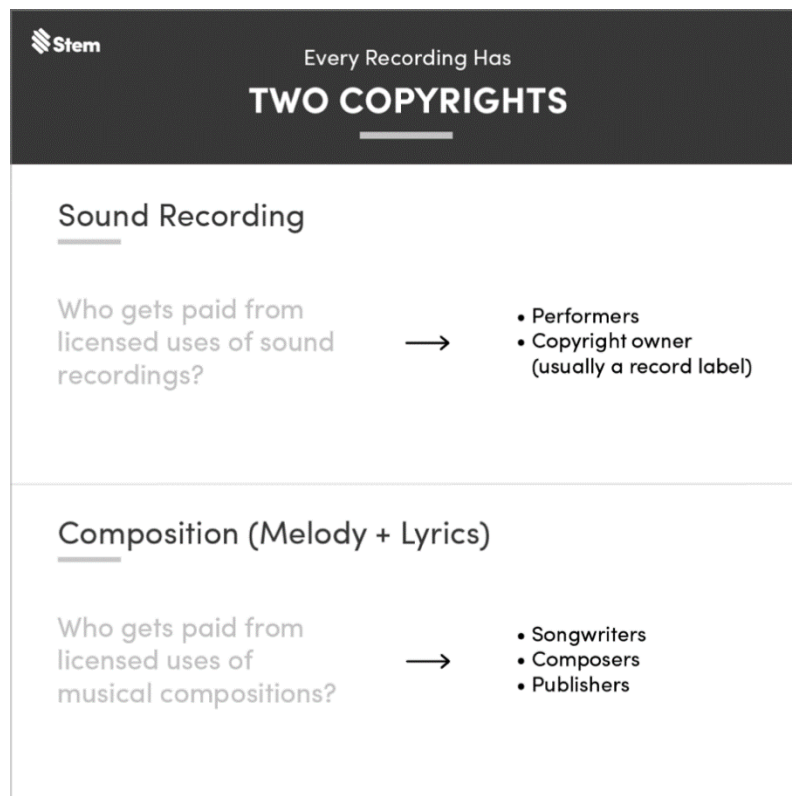 Stem
Every Recording Has
TWO COPYRIGHTS
Sound Recording
Who gets paid from
licensed uses of sound
recordings?
→
• Performers
• Copyright owner
(usually a record label)
Composition (Melody + Lyrics)
Who gets paid from
licensed uses of
musical compositions?
→
• Songwriters
• Composers
• Publishers